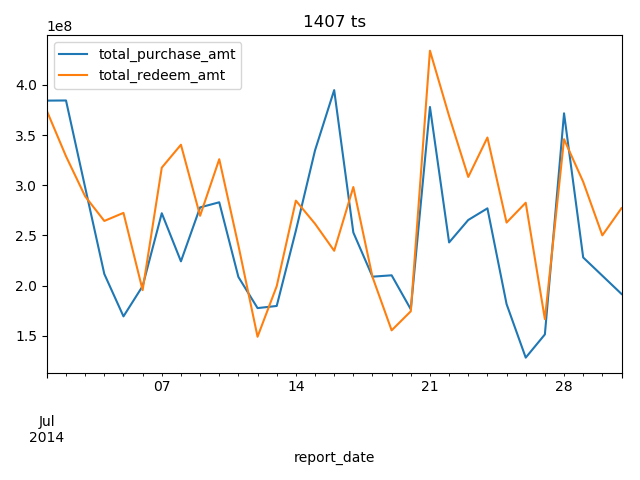 1407 ts
1e8
total_purchase_amt
total_redeem_amt
4.0
3.5
3.0
2.5
2.0
1.5
07
14
21
28
Jul
2014
report_date